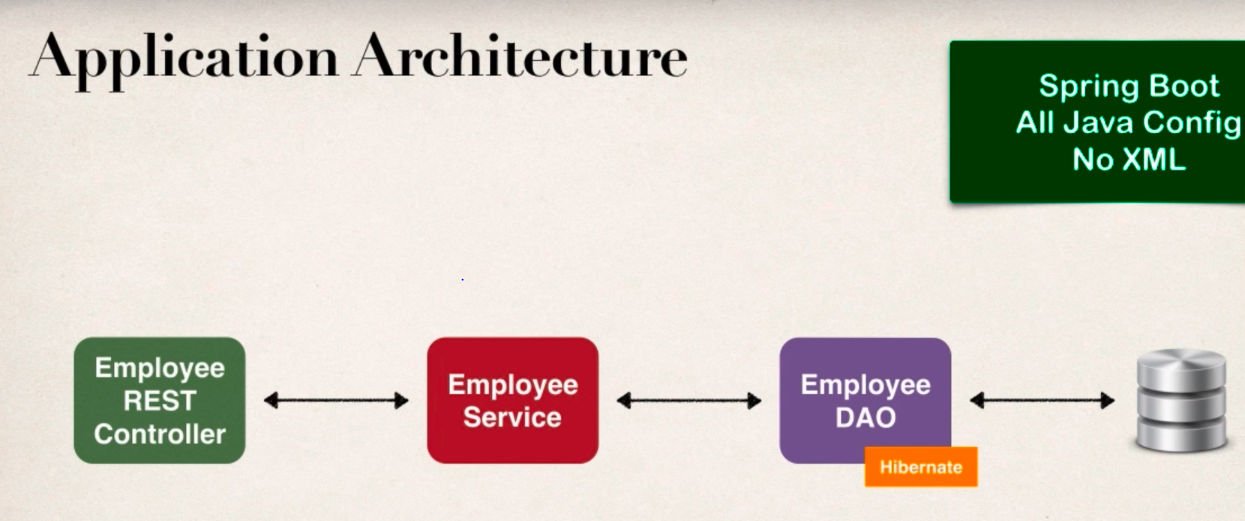 Application Architecture
Spring Boot
All Java Config
No XML
Employee
REST
Controller
Employee
Service
Employee
DAO
Hibernate